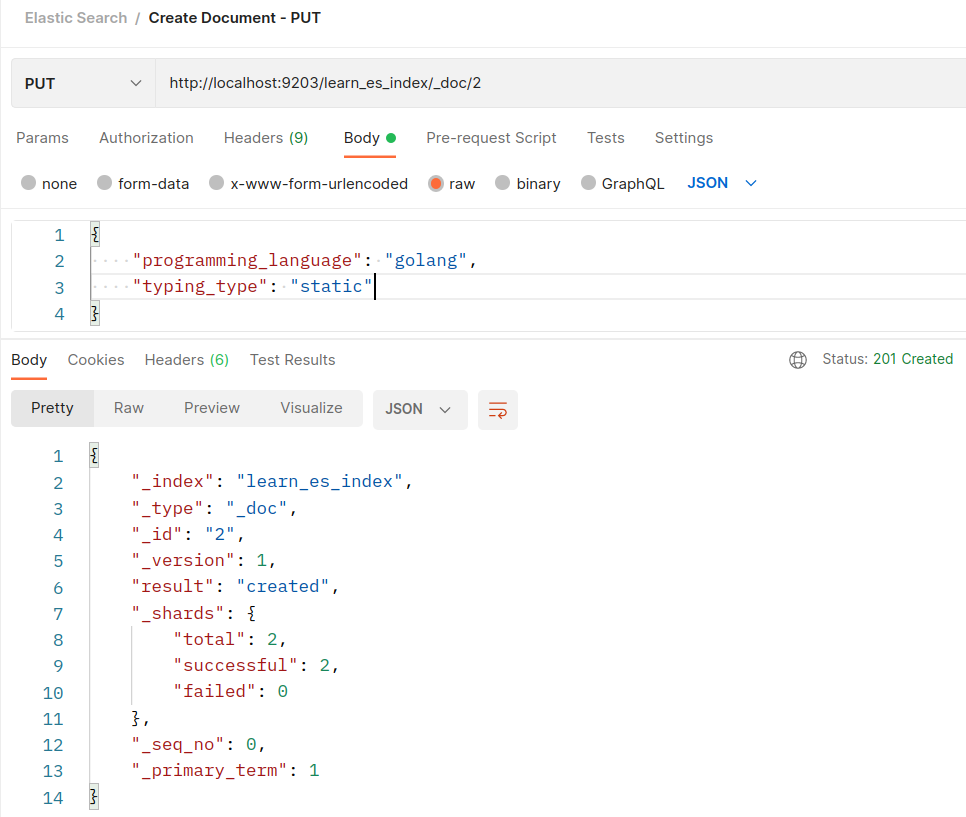 Elastic Search / Create Document - PUT
PUT http://localhost:9203/learn_es_index/_doc/2
Params Authorization Headers (9) Body Pre-request Script Tests Settings
none form-data x-www-form-urlencoded raw binary GraphQL JSON
1 {
2 "programming_language": "golang",
3 "typing_type": "static"
4 }
Body Cookies Headers (6) Test Results Status: 201 Created
Pretty Raw Preview Visualize JSON
1 {
2 "_index": "learn_es_index",
3 "_type": "_doc",
4 "_id": "2",
5 "_version": 1,
6 "result": "created",
7 "_shards": {
8 "total": 2,
9 "successful": 2,
10 "failed": 0
11 },
12 "_seq_no": 0,
13 "_primary_term": 1
14 }